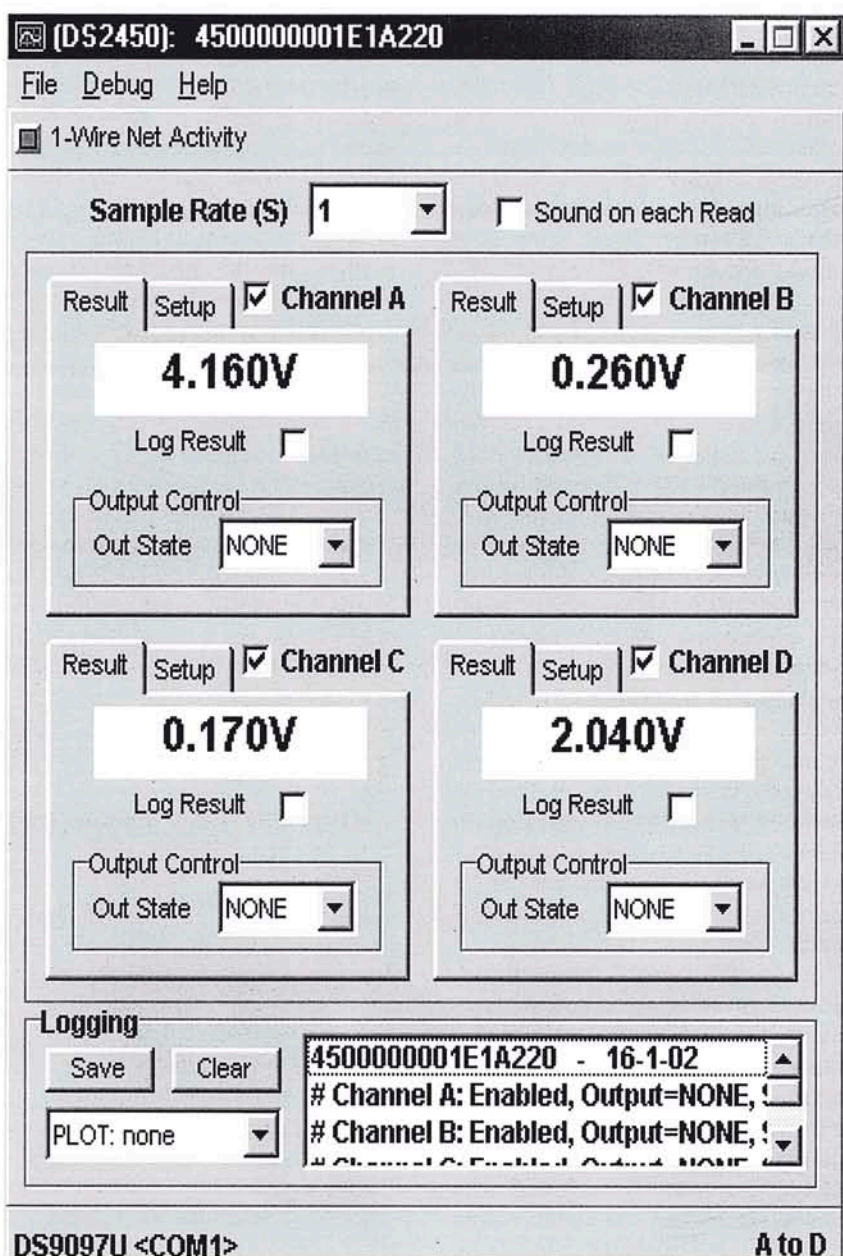 (DS2450): 4500000001E1A220
File Debug Help
1-Wire Net Activity
Sample Rate (S) 1 Sound on each Read
Result Setup Channel A
4.160V
Log Result
Output Control
Out State NONE
Result Setup Channel B
0.260V
Log Result
Output Control
Out State NONE
Result Setup Channel C
0.170V
Log Result
Output Control
Out State NONE
Result Setup Channel D
2.040V
Log Result
Output Control
Out State NONE
Logging
Save Clear
PLOT: none
4500000001E1A220 - 16-1-02
# Channel A: Enabled, Output=NONE,
# Channel B: Enabled, Output=NONE,
# Channel C: Enabled, Output=NONE
DS9097U <COM1> A to D